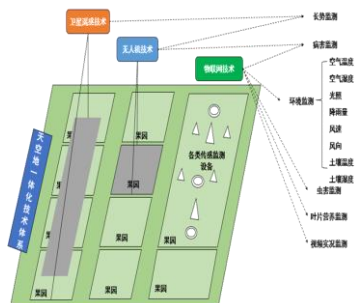 卫星遥感技术
长势监测
无人机技术
病害监测
物联网技术
空气温度
空气湿度
光照
环境监测
降雨量
风速
风向
土壤温度
土壤湿度
虫害监测
叶片营养监测
视频实况监测
天空地一体化技术体系
果园
果园
果园
果园
各类传感监测
设备
果园
果园
果园
果园
果园
果园